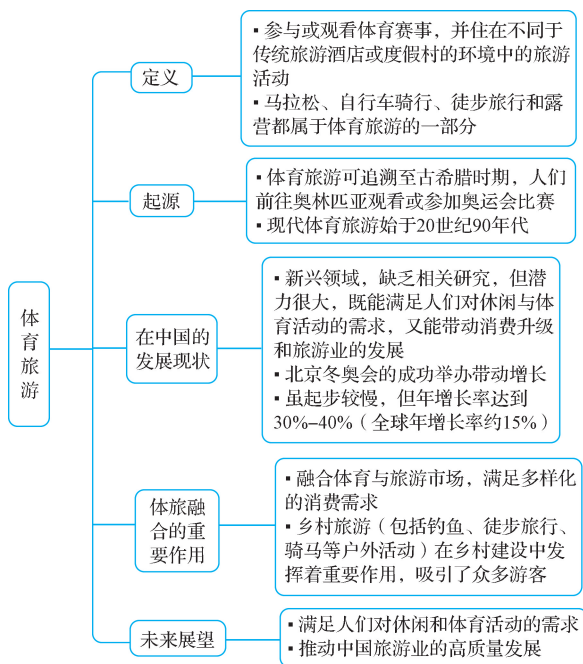 体育旅游
定义
▪ 参与或观看体育赛事，并住在不同于
传统旅游酒店或度假村的环境中的旅游
活动
▪ 马拉松、自行车骑行、徒步旅行和露
营都属于体育旅游的一部分
起源
▪ 体育旅游可追溯至古希腊时期，人们
前往奥林匹亚观看或参加奥运会比赛
▪ 现代体育旅游始于20世纪90年代
在中国的
发展现状
▪ 新兴领域，缺乏相关研究，但潜
力很大，既能满足人们对休闲与体
育活动的需求，又能带动消费升级
和旅游业的发展
▪ 北京冬奥会的成功举办带动增长
▪ 虽起步较慢，但年增长率达到
30%–40%（全球年增长率约15%）
体旅融
合的重
要作用
▪ 融合体育与旅游市场，满足多样化
的消费需求
▪ 乡村旅游（包括钓鱼、徒步旅行、
骑马等户外活动）在乡村建设中发
挥着重要作用，吸引了众多游客
未来展望
▪ 满足人们对休闲和体育活动的需求
▪ 推动中国旅游业的高质量发展